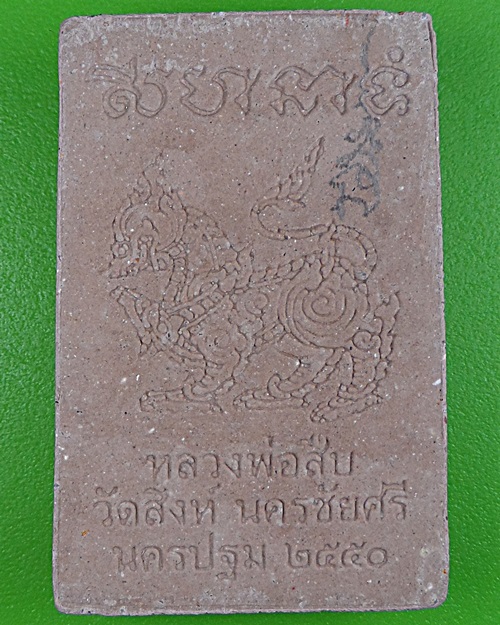 หลวงพ่อสืบ
วัดสิงห์ นครชัยศรี
นครปฐม ๒๕๕๐